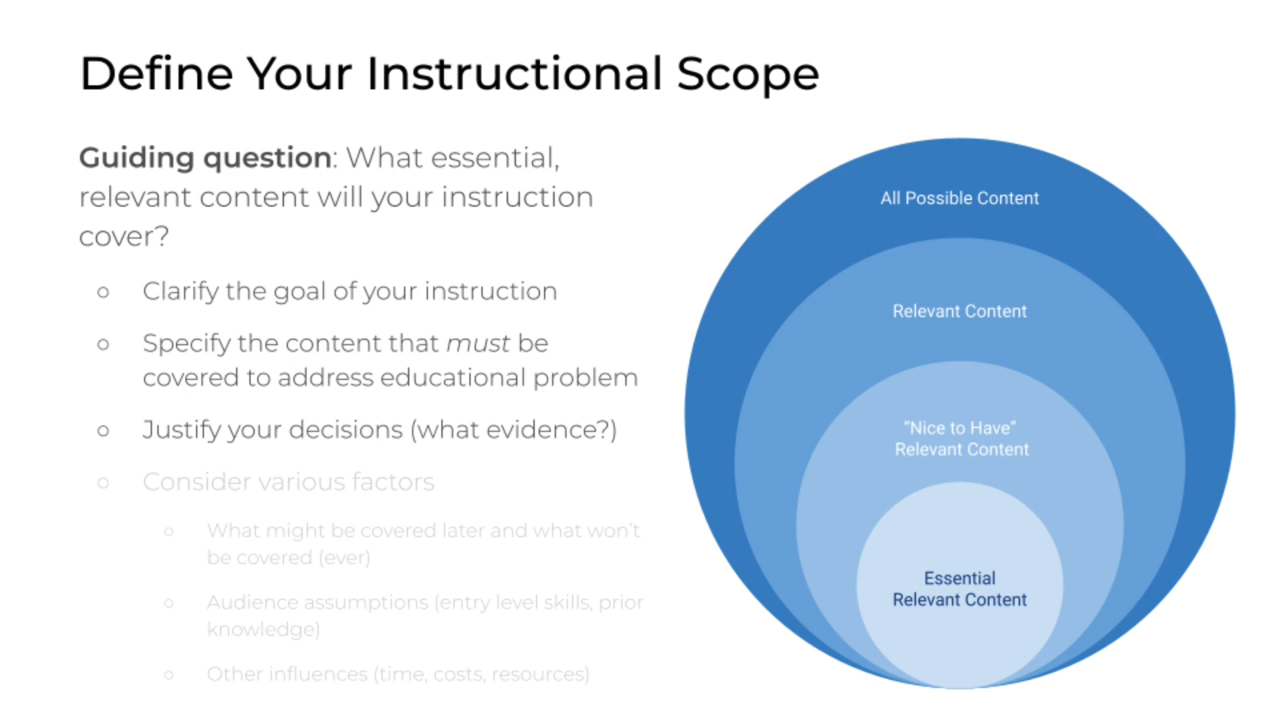 Define Your Instructional Scope
Guiding question: What essential,
relevant content will your instruction
cover?
○ Clarify the goal of your instruction
○ Specify the content that must be
covered to address educational problem
○ Justify your decisions (what evidence?)
○ Consider various factors
○ What might be covered later and what won't
be covered (ever)
○ Audience assumptions (entry level skills, prior
knowledge)
○ Other influences (time, costs, resources)
All Possible Content
Relevant Content
“Nice to Have”
Relevant Content
Essential
Relevant Content